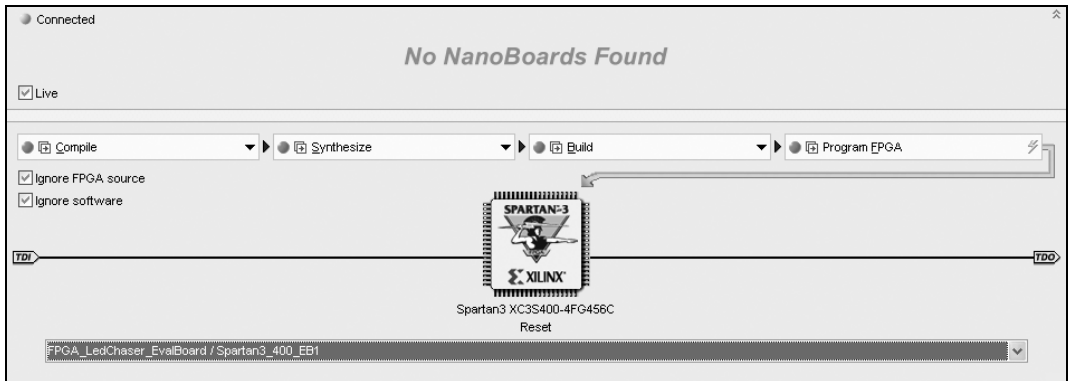 Connected
No NanoBoards Found
Live
Compile
Synthesize
Build
Program FPGA
Ignore FPGA source
Ignore software
SPARTAN-3
TDI
TDO
XILINX
Spartan3 XC3S400-4FG456C
Reset
FPGA_LedChaser_EvalBoard / Spartan3_400_EB1